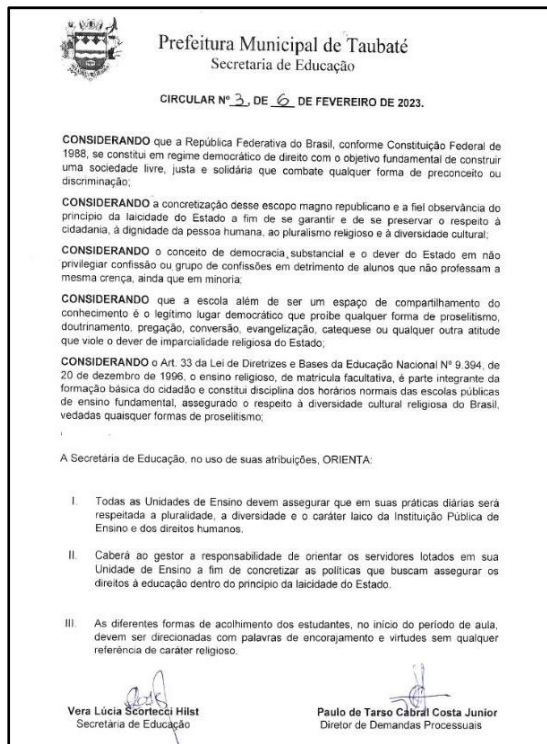 Prefeitura Municipal de Taubaté
Secretaria de Educação
CIRCULAR Nº 3, DE 6 DE FEVEREIRO DE 2023.
CONSIDERANDO que a República Federativa do Brasil, conforme Constituição Federal de
1988, se constitui em regime democrático de direito com o objetivo fundamental de construir
uma sociedade livre, justa e solidária que combate qualquer forma de preconceito ou
discriminação;
CONSIDERANDO a concretização desse escopo magno republicano e a fiel observância do
princípio da laicidade do Estado a fim de se garantir e de se preservar o respeito à
cidadania, à dignidade da pessoa humana, ao pluralismo religioso e à diversidade cultural;
CONSIDERANDO o conceito de democracia substancial e o dever do Estado em não
privilegiar confissão ou grupo de confissões em detrimento de alunos que não professam a
mesma crença, ainda que em minoria;
CONSIDERANDO que a escola além de ser um espaço de compartilhamento do
conhecimento é o legítimo lugar democrático que proíbe qualquer forma de proselitismo,
doutrinamento, pregação, conversão, evangelização, catequese ou qualquer outra atitude
que viole o dever de imparcialidade religiosa do Estado;
CONSIDERANDO o Art. 33 da Lei de Diretrizes e Bases da Educação Nacional Nº 9.394, de
20 de dezembro de 1996, o ensino religioso, de matrícula facultativa, é parte integrante da
formação básica do cidadão e constitui disciplina dos horários normais das escolas públicas
de ensino fundamental, assegurado o respeito à diversidade cultural religiosa do Brasil,
vedadas quaisquer formas de proselitismo;
A Secretária de Educação, no uso de suas atribuições, ORIENTA:
I. Todas as Unidades de Ensino devem assegurar que em suas práticas diárias será
respeitada a pluralidade, a diversidade e o caráter laico da Instituição Pública de
Ensino e dos direitos humanos.
II. Caberá ao gestor a responsabilidade de orientar os servidores lotados em sua
Unidade de Ensino a fim de concretizar as políticas que buscam assegurar os
direitos à educação dentro do princípio da laicidade do Estado.
III. As diferentes formas de acolhimento dos estudantes, no início do período de aula,
devem ser direcionadas com palavras de encorajamento e virtudes sem qualquer
referência de caráter religioso.
Vera Lúcia Scortecci Hilst
Secretária de Educação
Paulo de Tarso Cabral Costa Junior
Diretor de Demandas Processuais